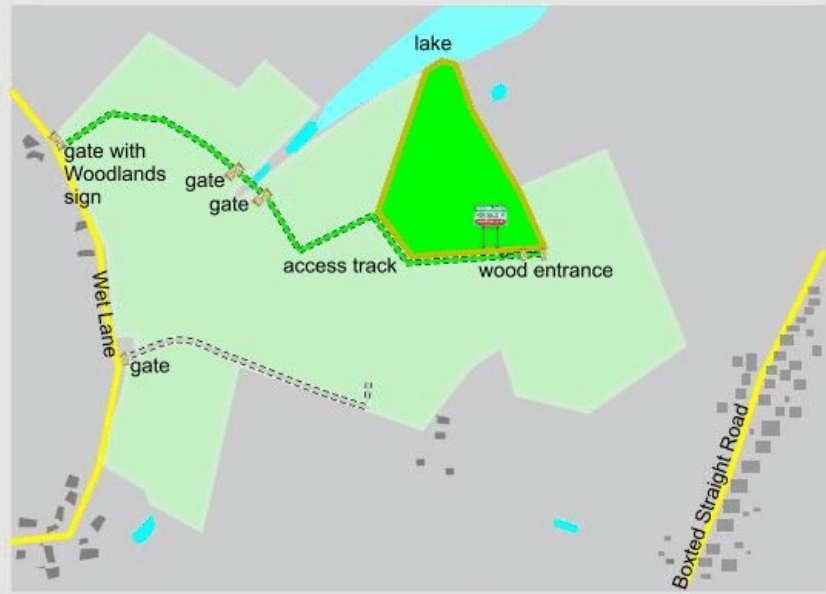 lake
gate with
Woodlands
sign
gate
gate
access track
wood entrance
Wet Lane
gate
Boxted Straight Road